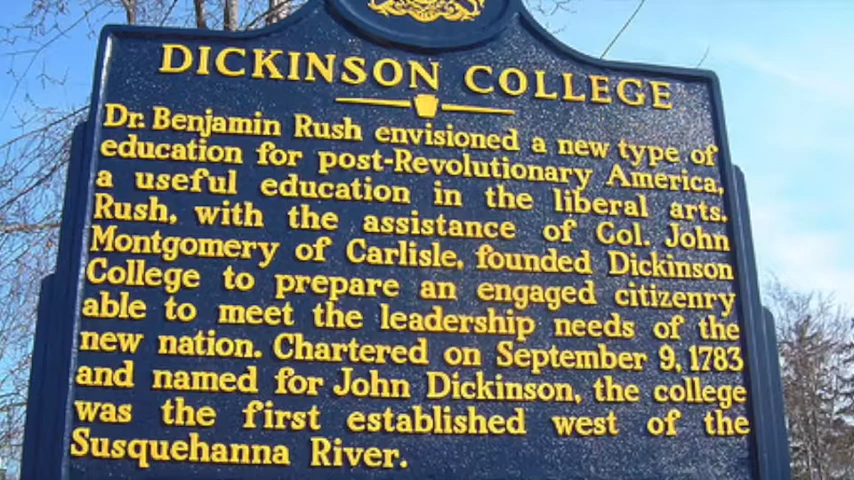 DICKINSON COLLEGE
Dr. Benjamin Rush envisioned a new type of
education for post-Revolutionary America,
a useful education in the liberal arts.
Rush, with the assistance of Col. John
Montgomery of Carlisle, founded Dickinson
College to prepare an engaged citizenry
able to meet the leadership needs of the
new nation. Chartered on September 9, 1783
and named for John Dickinson, the college
was the first established west of the
Susquehanna River.